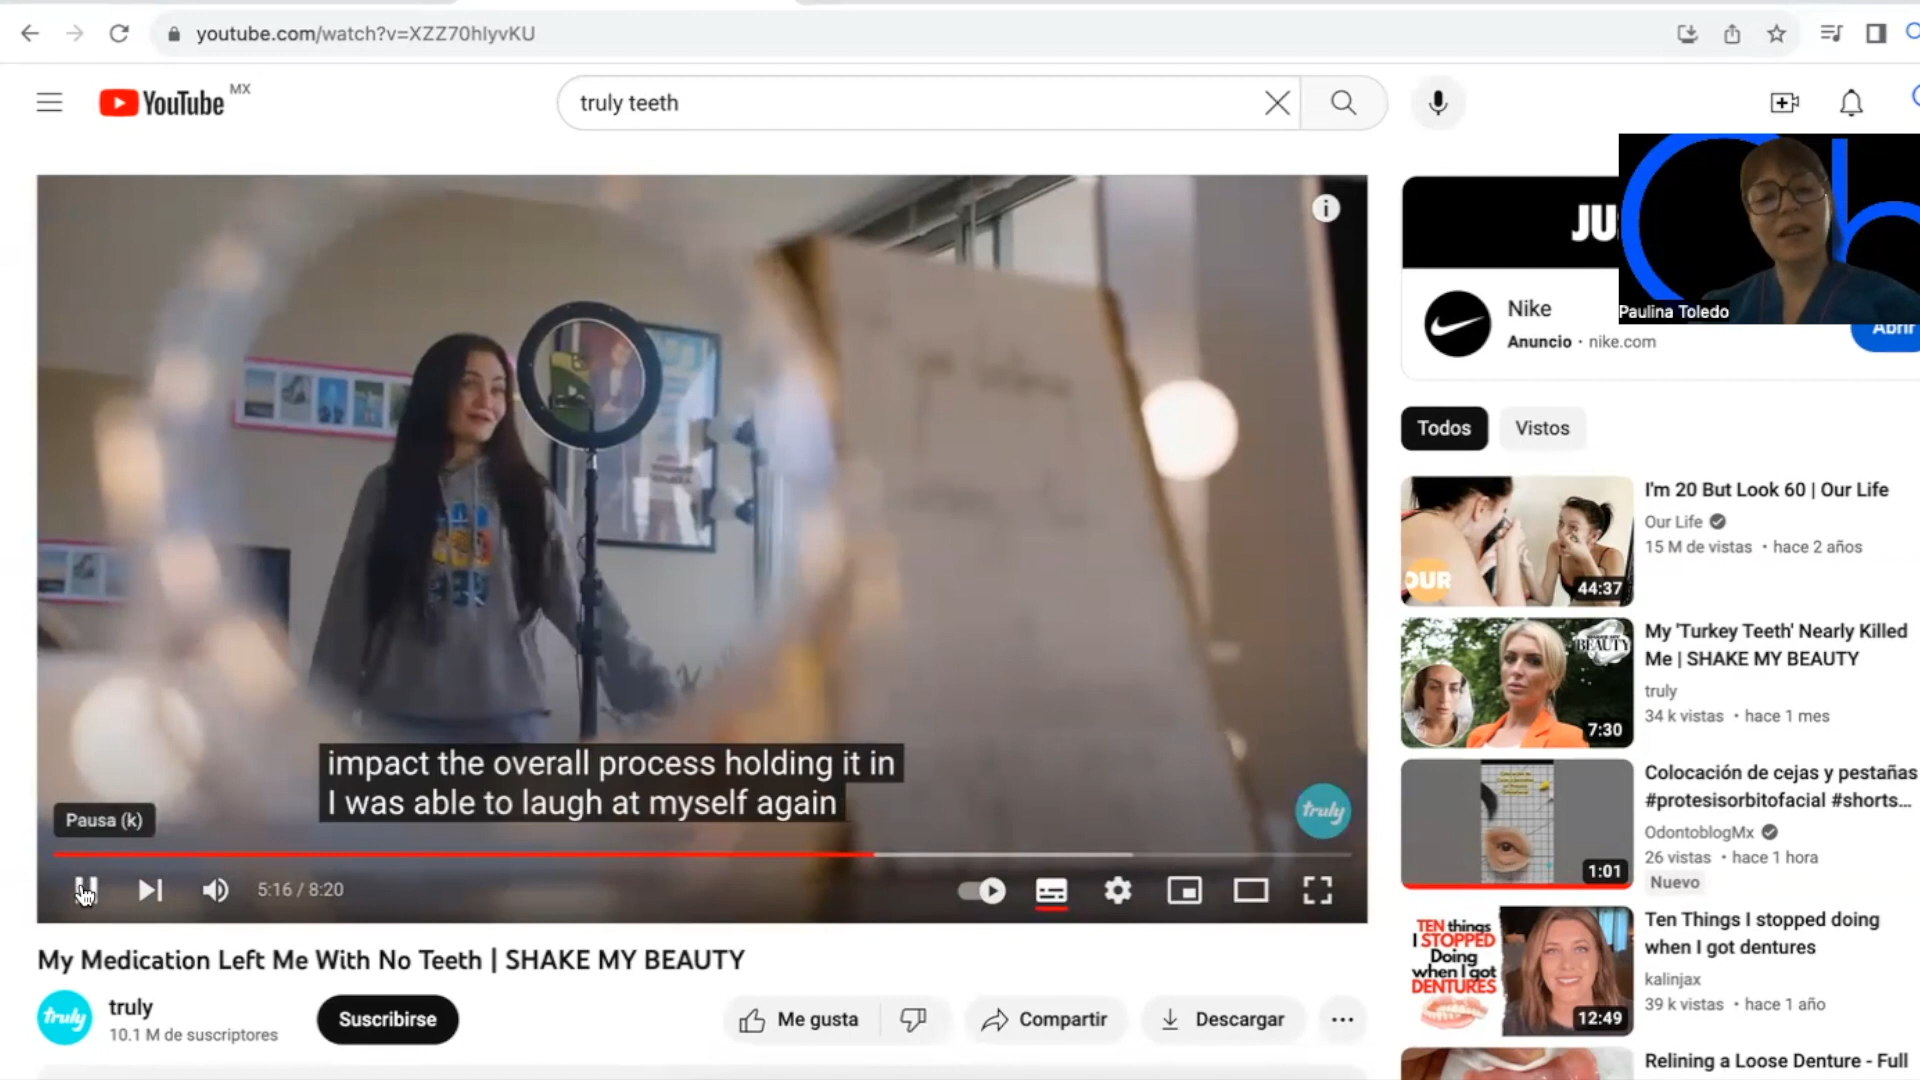 youtube.com/watch?v=XZZ70hIyvKU
YouTube MX
truly teeth
JU
Paulina Toledo
Nike
Anuncio · nike.com
Abrir
Todos
Vistos
I'm 20 But Look 60 | Our Life
Our Life
15 M de vistas • hace 2 años
OUR
44:37
My 'Turkey Teeth' Nearly Killed
Me | SHAKE MY BEAUTY
truly
34 k vistas • hace 1 mes
BEAUTY
7:30
Colocación de cejas y pestañas
#protesisorbitofacial #shorts...
OdontoblogMx
26 vistas • hace 1 hora
Nuevo
1:01
Ten Things I stopped doing
when I got dentures
kalinjax
39 k vistas • hace 1 año
TEN things
I STOPPED
Doing
when I got
DENTURES
12:49
Relining a Loose Denture - Full
impact the overall process holding it in
I was able to laugh at myself again
truly
Pausa (k)
5:16 / 8:20
My Medication Left Me With No Teeth | SHAKE MY BEAUTY
truly
truly
10.1 M de suscriptores
Suscribirse
Me gusta
Compartir
Descargar